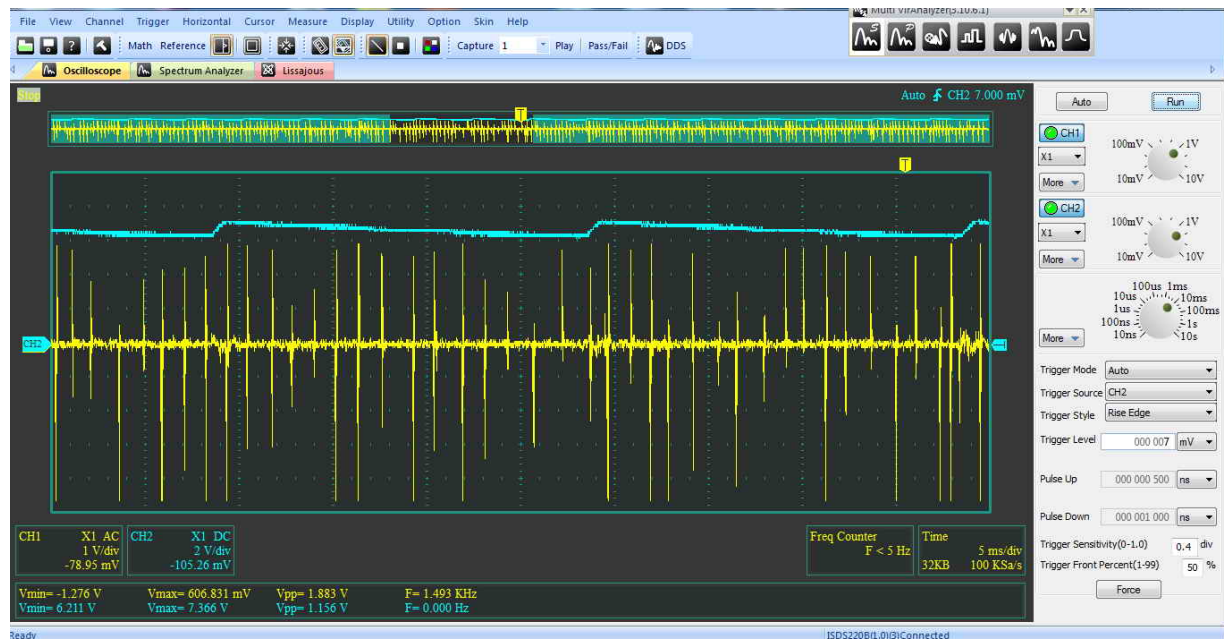 Multi VirAnalyzer(3.10.6.1)
File View Channel Trigger Horizontal Cursor Measure Display Utility Option Skin Help
Math Reference Capture 1 Play Pass/Fail DDS
Oscilloscope Spectrum Analyzer Lissajous
Stop Auto CH2 7.000 mV
T
T
CH2
CH1 X1 AC
1 V/div
-78.95 mV
CH2 X1 DC
2 V/div
-105.26 mV
Freq Counter
F < 5 Hz
Time
5 ms/div
32KB 100 KSa/s
Vmin= -1.276 V Vmax= 606.831 mV Vpp= 1.883 V F= 1.493 KHz
Vmin= 6.211 V Vmax= 7.366 V Vpp= 1.156 V F= 0.000 Hz
Auto Run
CH1
X1
More
100mV 1V
10mV 10V
CH2
X1
More
100mV 1V
10mV 10V
100us 1ms
10us 10ms
1us 100ms
100ns 1s
10ns 10s
More
Trigger Mode Auto
Trigger Source CH2
Trigger Style Rise Edge
Trigger Level 000 007 mV
Pulse Up 000 000 500 ns
Pulse Down 000 001 000 ns
Trigger Sensitivity(0-1.0) 0.4 div
Trigger Front Percent(1-99) 50 %
Force
Ready ISDS220B(1.0)(3)Connected